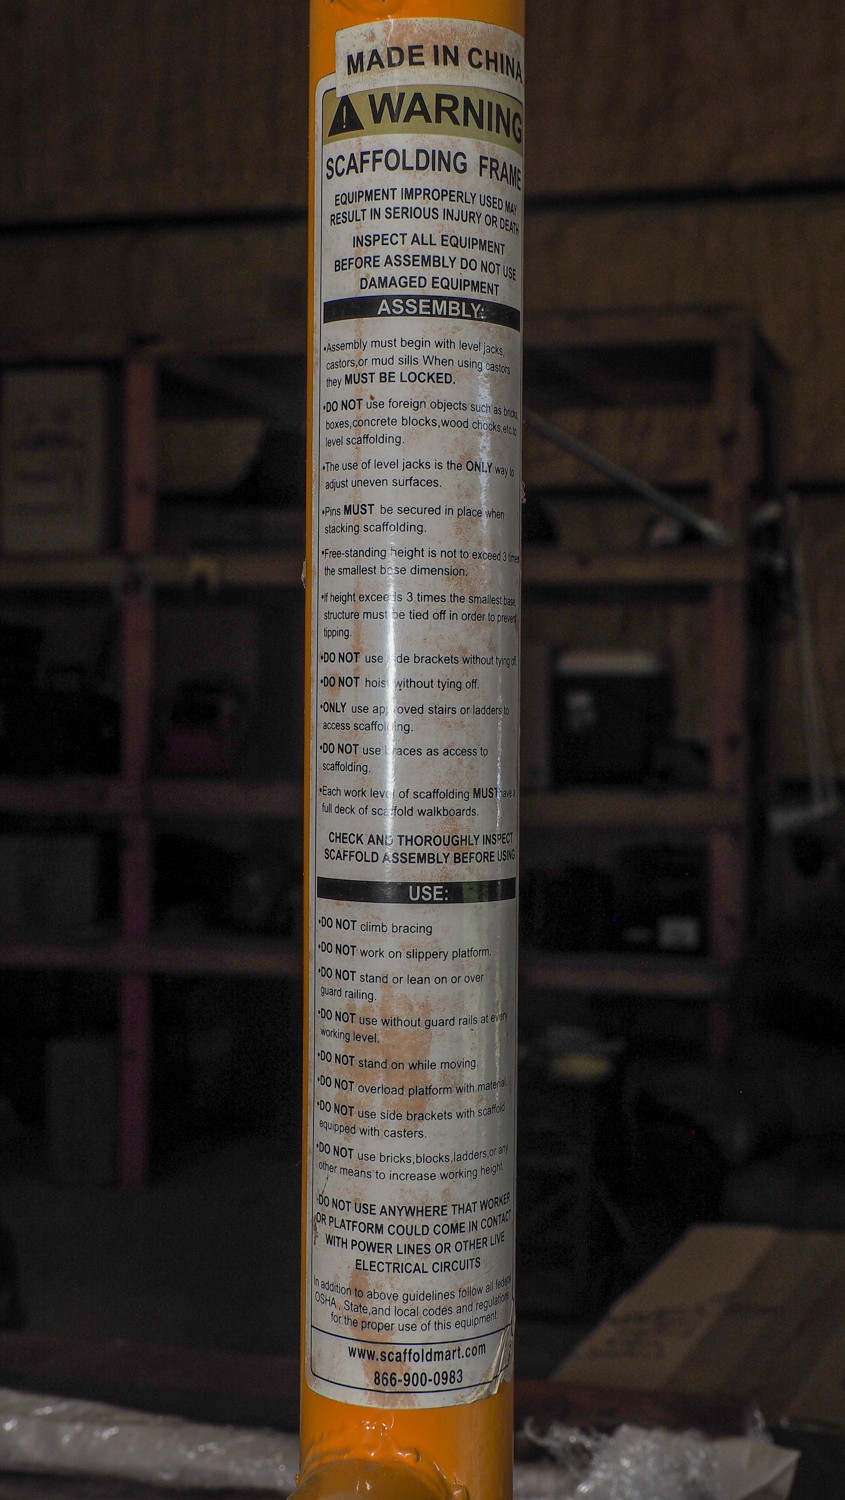 MADE IN CHINA
WARNING
SCAFFOLDING FRAME
EQUIPMENT IMPROPERLY USED MAY
RESULT IN SERIOUS INJURY OR DEATH
INSPECT ALL EQUIPMENT
BEFORE ASSEMBLY DO NOT USE
DAMAGED EQUIPMENT
ASSEMBLY:
•Assembly must begin with level jacks,
castors,or mud sills When using castors
they MUST BE LOCKED.
•DO NOT use foreign objects such as brick,
boxes,concrete blocks,wood chocks,etc.to
level scaffolding.
•The use of level jacks is the ONLY way to
adjust uneven surfaces.
•Pins MUST be secured in place when
stacking scaffolding.
•Free-standing height is not to exceed 3 times
the smallest base dimension.
•If height exceeds 3 times the smallest base,
structure must be tied off in order to prevent
tipping.
•DO NOT use side brackets without tying off.
•DO NOT hoist without tying off.
•ONLY use approved stairs or ladders to
access scaffolding.
•DO NOT use braces as access to
scaffolding.
•Each work level of scaffolding MUST have a
full deck of scaffold walkboards.
CHECK AND THOROUGHLY INSPECT
SCAFFOLD ASSEMBLY BEFORE USING
USE:
•DO NOT climb bracing
•DO NOT work on slippery platform.
•DO NOT stand or lean on or over
guard railing.
•DO NOT use without guard rails at every
working level.
•DO NOT stand on while moving.
•DO NOT overload platform with material.
•DO NOT use side brackets with scaffold
equipped with casters.
•DO NOT use bricks,blocks,ladders,or any
other means to increase working height.
DO NOT USE ANYWHERE THAT WORKER
OR PLATFORM COULD COME IN CONTACT
WITH POWER LINES OR OTHER LIVE
ELECTRICAL CIRCUITS
In addition to above guidelines follow all federal
OSHA , State,and local codes and regulations
for the proper use of this equipment.
www.scaffoldmart.com
866-900-0983